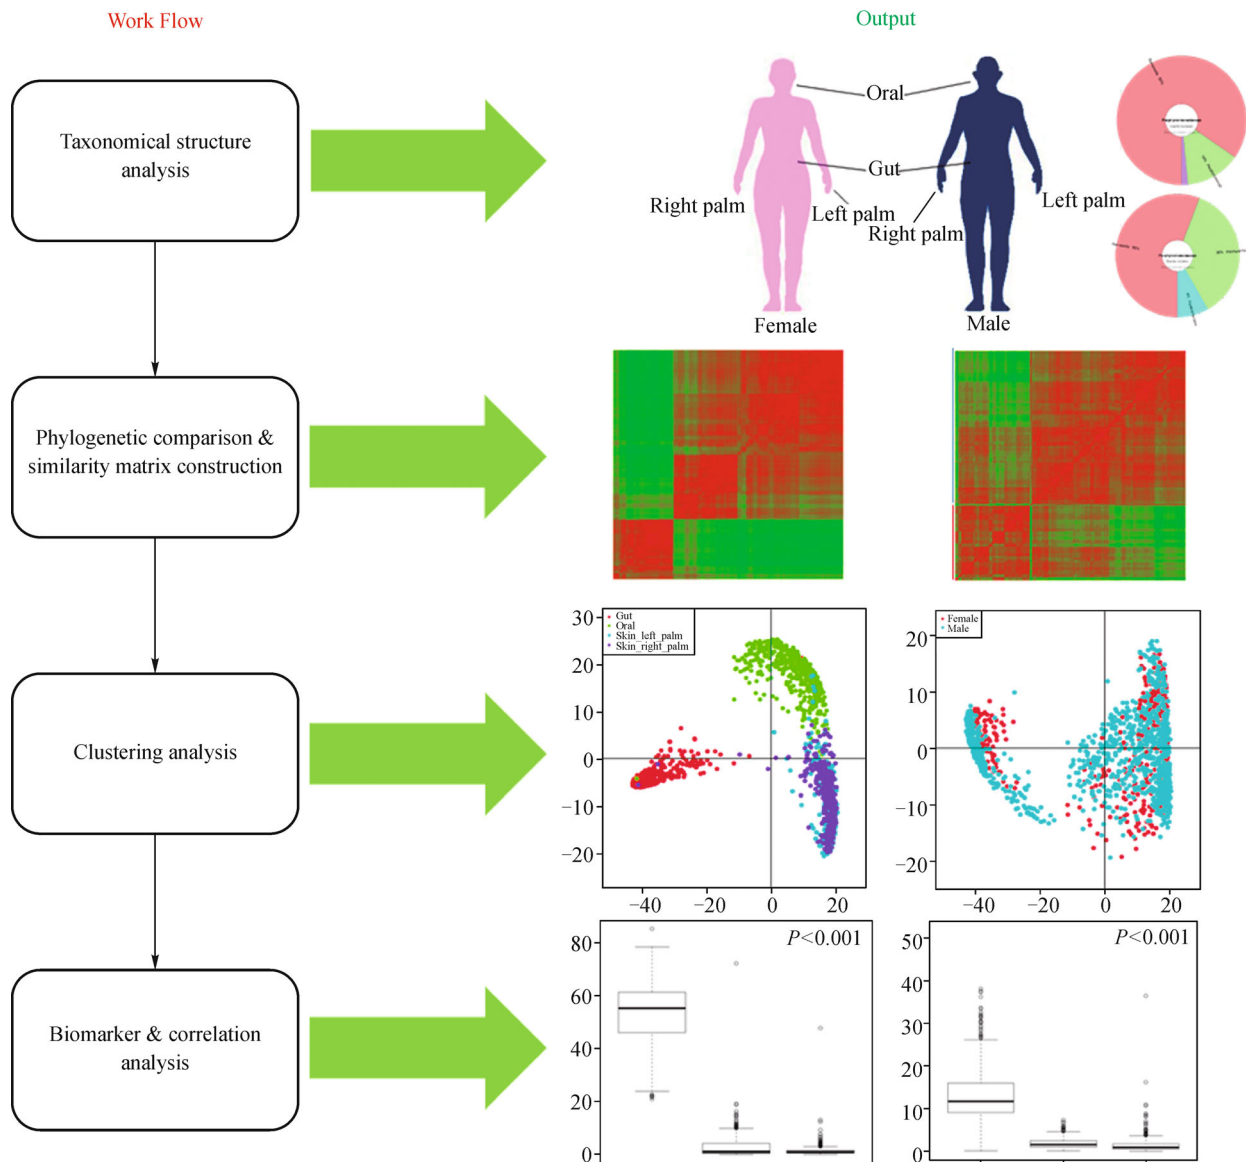 Work Flow
Output
Taxonomical structure
analysis
Oral
Gut
Right palm
Left palm
Right palm
Left palm
Female
Male
Phylogenetic comparison &
similarity matrix construction
Clustering analysis
30
20
10
0
−10
−20
Gut
Oral
Skin_left_palm
Skin_right_palm
−40
−20
0
20
20
10
0
−10
−20
Female
Male
−40
−20
0
20
Biomarker & correlation
analysis
80
60
40
20
0
P<0.001
50
40
30
20
10
0
P<0.001